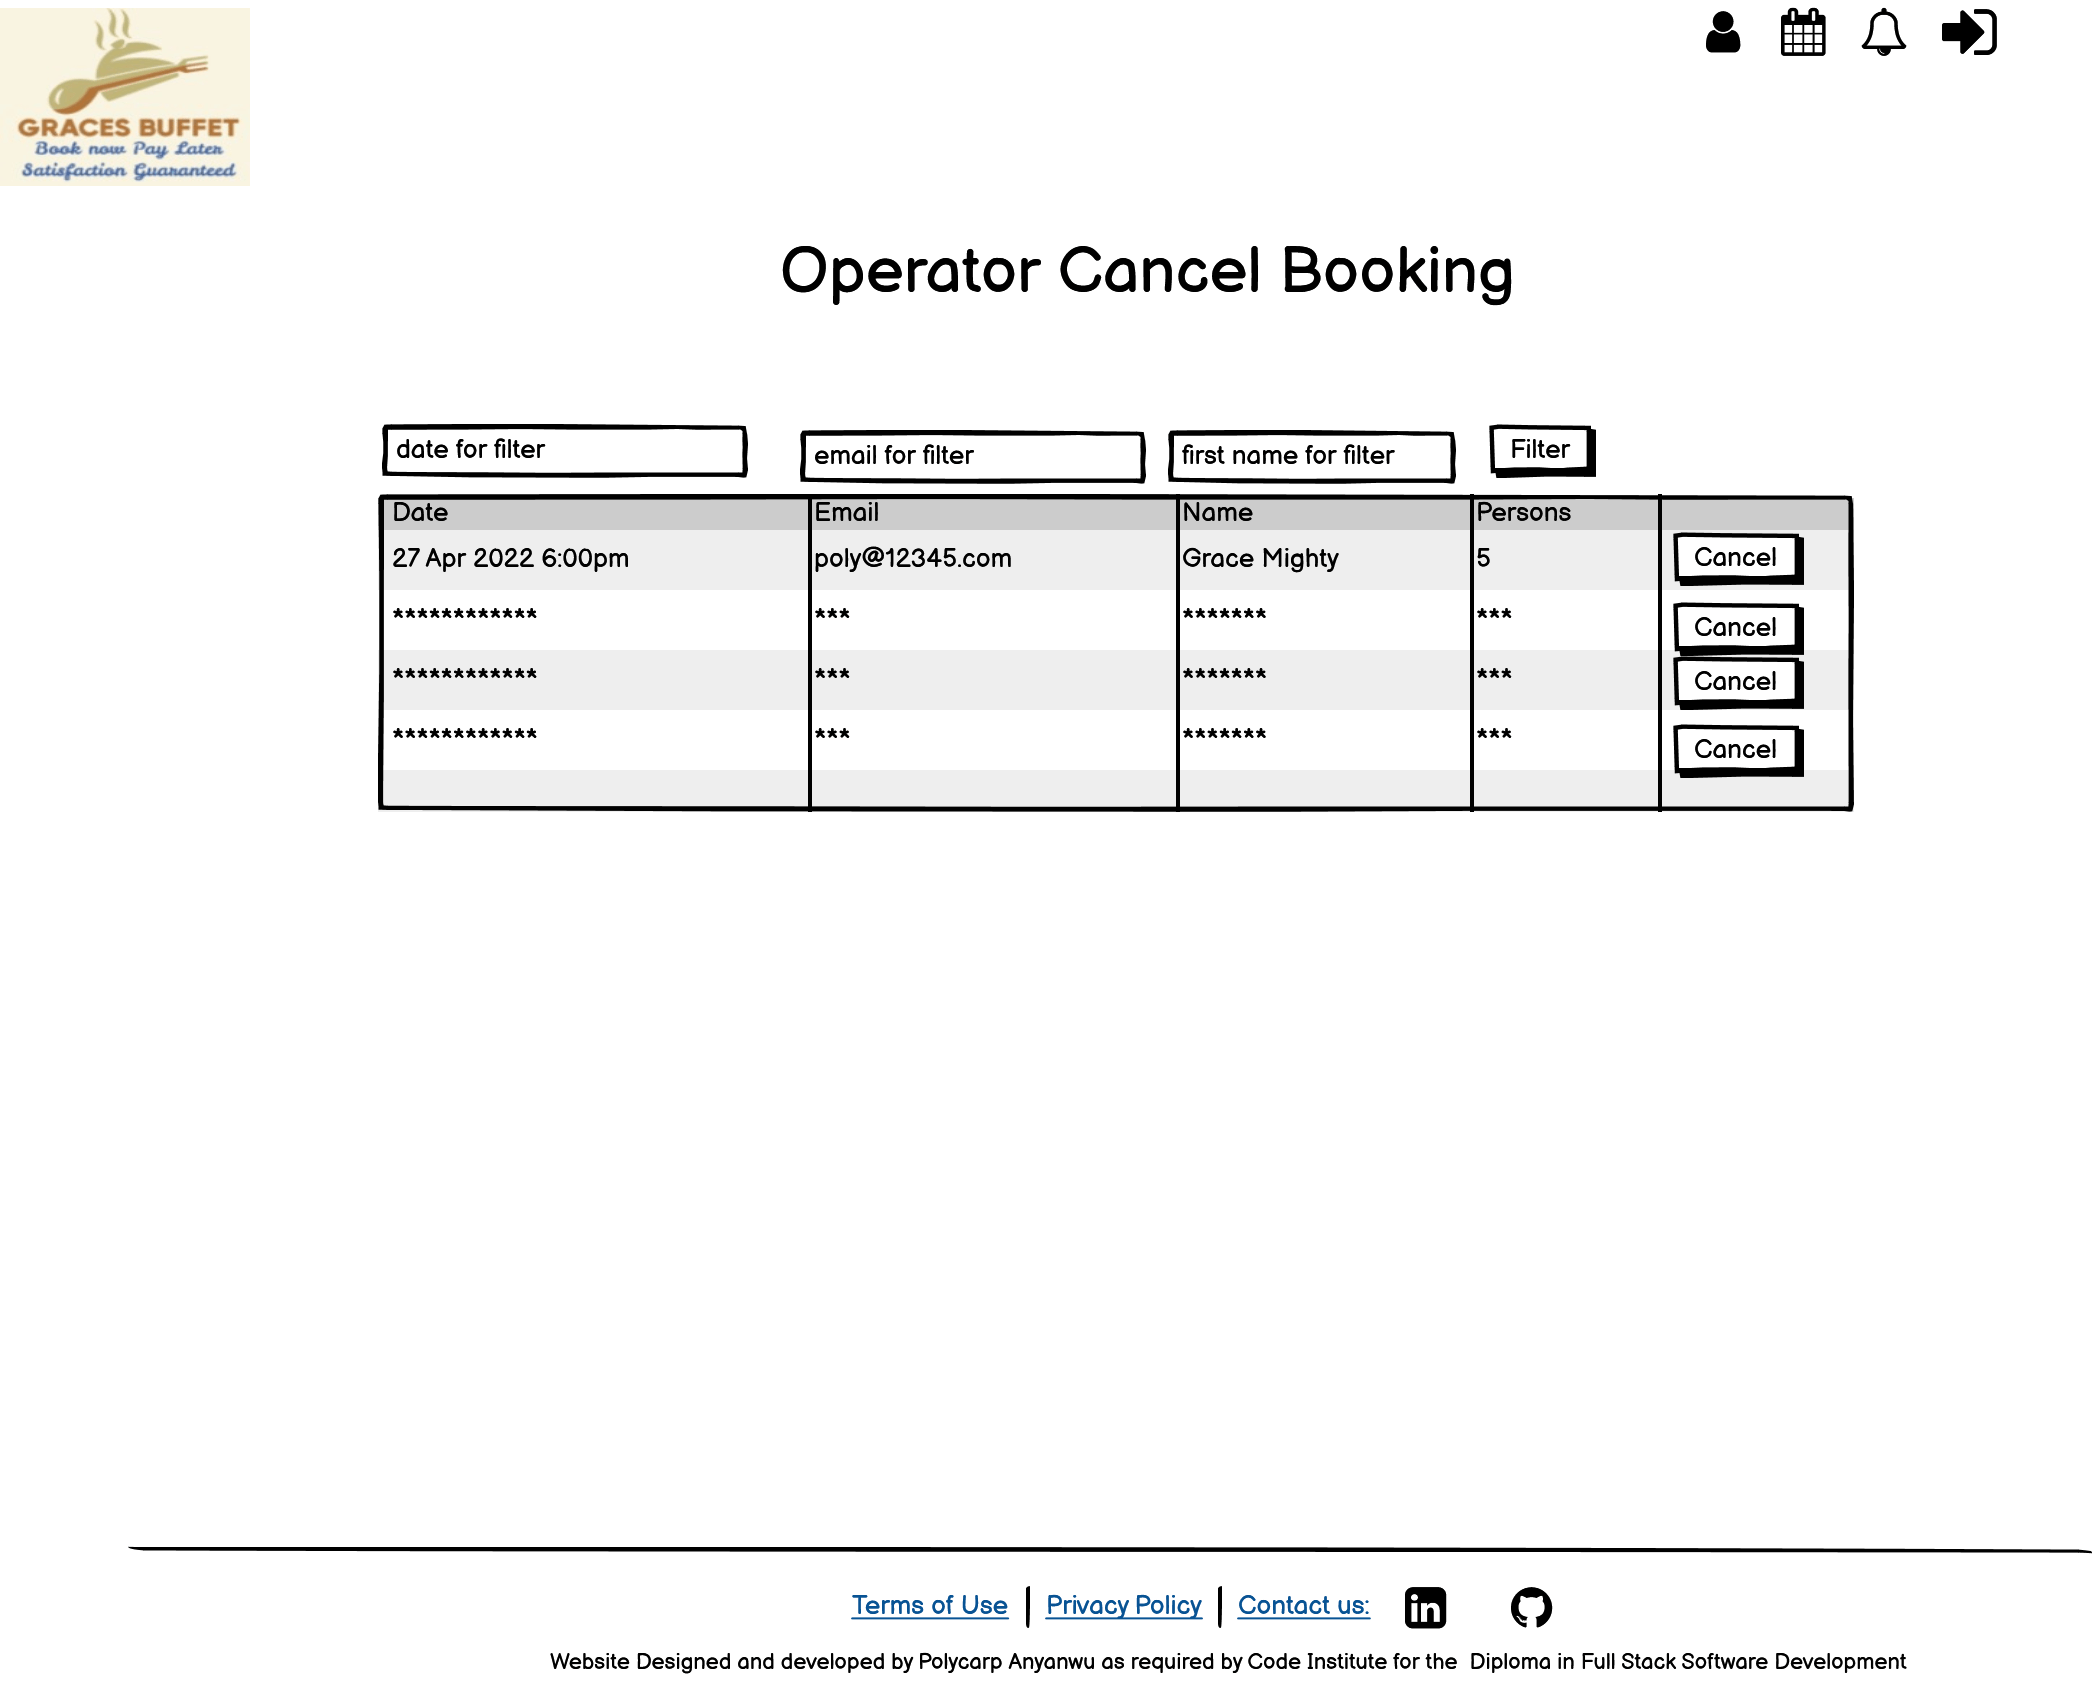 GRACES BUFFET
Book now Pay Later
Satisfaction Guaranteed
Operator Cancel Booking
date for filter email for filter first name for filter Filter
Date Email Name Persons
27 Apr 2022 6:00pm poly@12345.com Grace Mighty 5 Cancel
************ *** ******* *** Cancel
************ *** ******* *** Cancel
************ *** ******* *** Cancel
Terms of Use Privacy Policy Contact us: in
Website Designed and developed by Polycarp Anyanwu as required by Code Institute for the Diploma in Full Stack Software Development